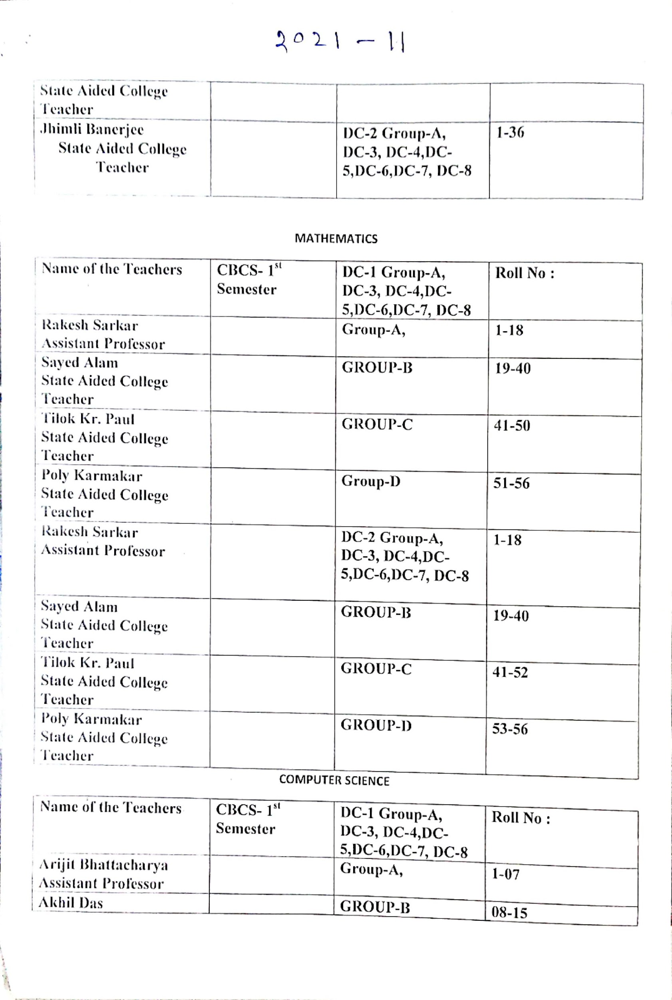 2021 - 11
State Aided College
Teacher
Jhimli Banerjee
State Aided College
Teacher
DC-2 Group-A,
DC-3, DC-4,DC-
5,DC-6,DC-7, DC-8
1-36
MATHEMATICS
Name of the Teachers
CBCS- 1st
Semester
DC-1 Group-A,
DC-3, DC-4,DC-
5,DC-6,DC-7, DC-8
Roll No :
Rakesh Sarkar
Assistant Professor
Group-A,
1-18
Sayed Alam
State Aided College
Teacher
GROUP-B
19-40
Tilok Kr. Paul
State Aided College
Teacher
GROUP-C
41-50
Poly Karmakar
State Aided College
Teacher
Group-D
51-56
Rakesh Sarkar
Assistant Professor
DC-2 Group-A,
DC-3, DC-4,DC-
5,DC-6,DC-7, DC-8
1-18
Sayed Alam
State Aided College
Teacher
GROUP-B
19-40
Tilok Kr. Paul
State Aided College
Teacher
GROUP-C
41-52
Poly Karmakar
State Aided College
Teacher
GROUP-D
53-56
COMPUTER SCIENCE
Name of the Teachers
CBCS- 1st
Semester
DC-1 Group-A,
DC-3, DC-4,DC-
5,DC-6,DC-7, DC-8
Roll No :
Arijit Bhattacharya
Assistant Professor
Group-A,
1-07
Akhil Das
GROUP-B
08-15